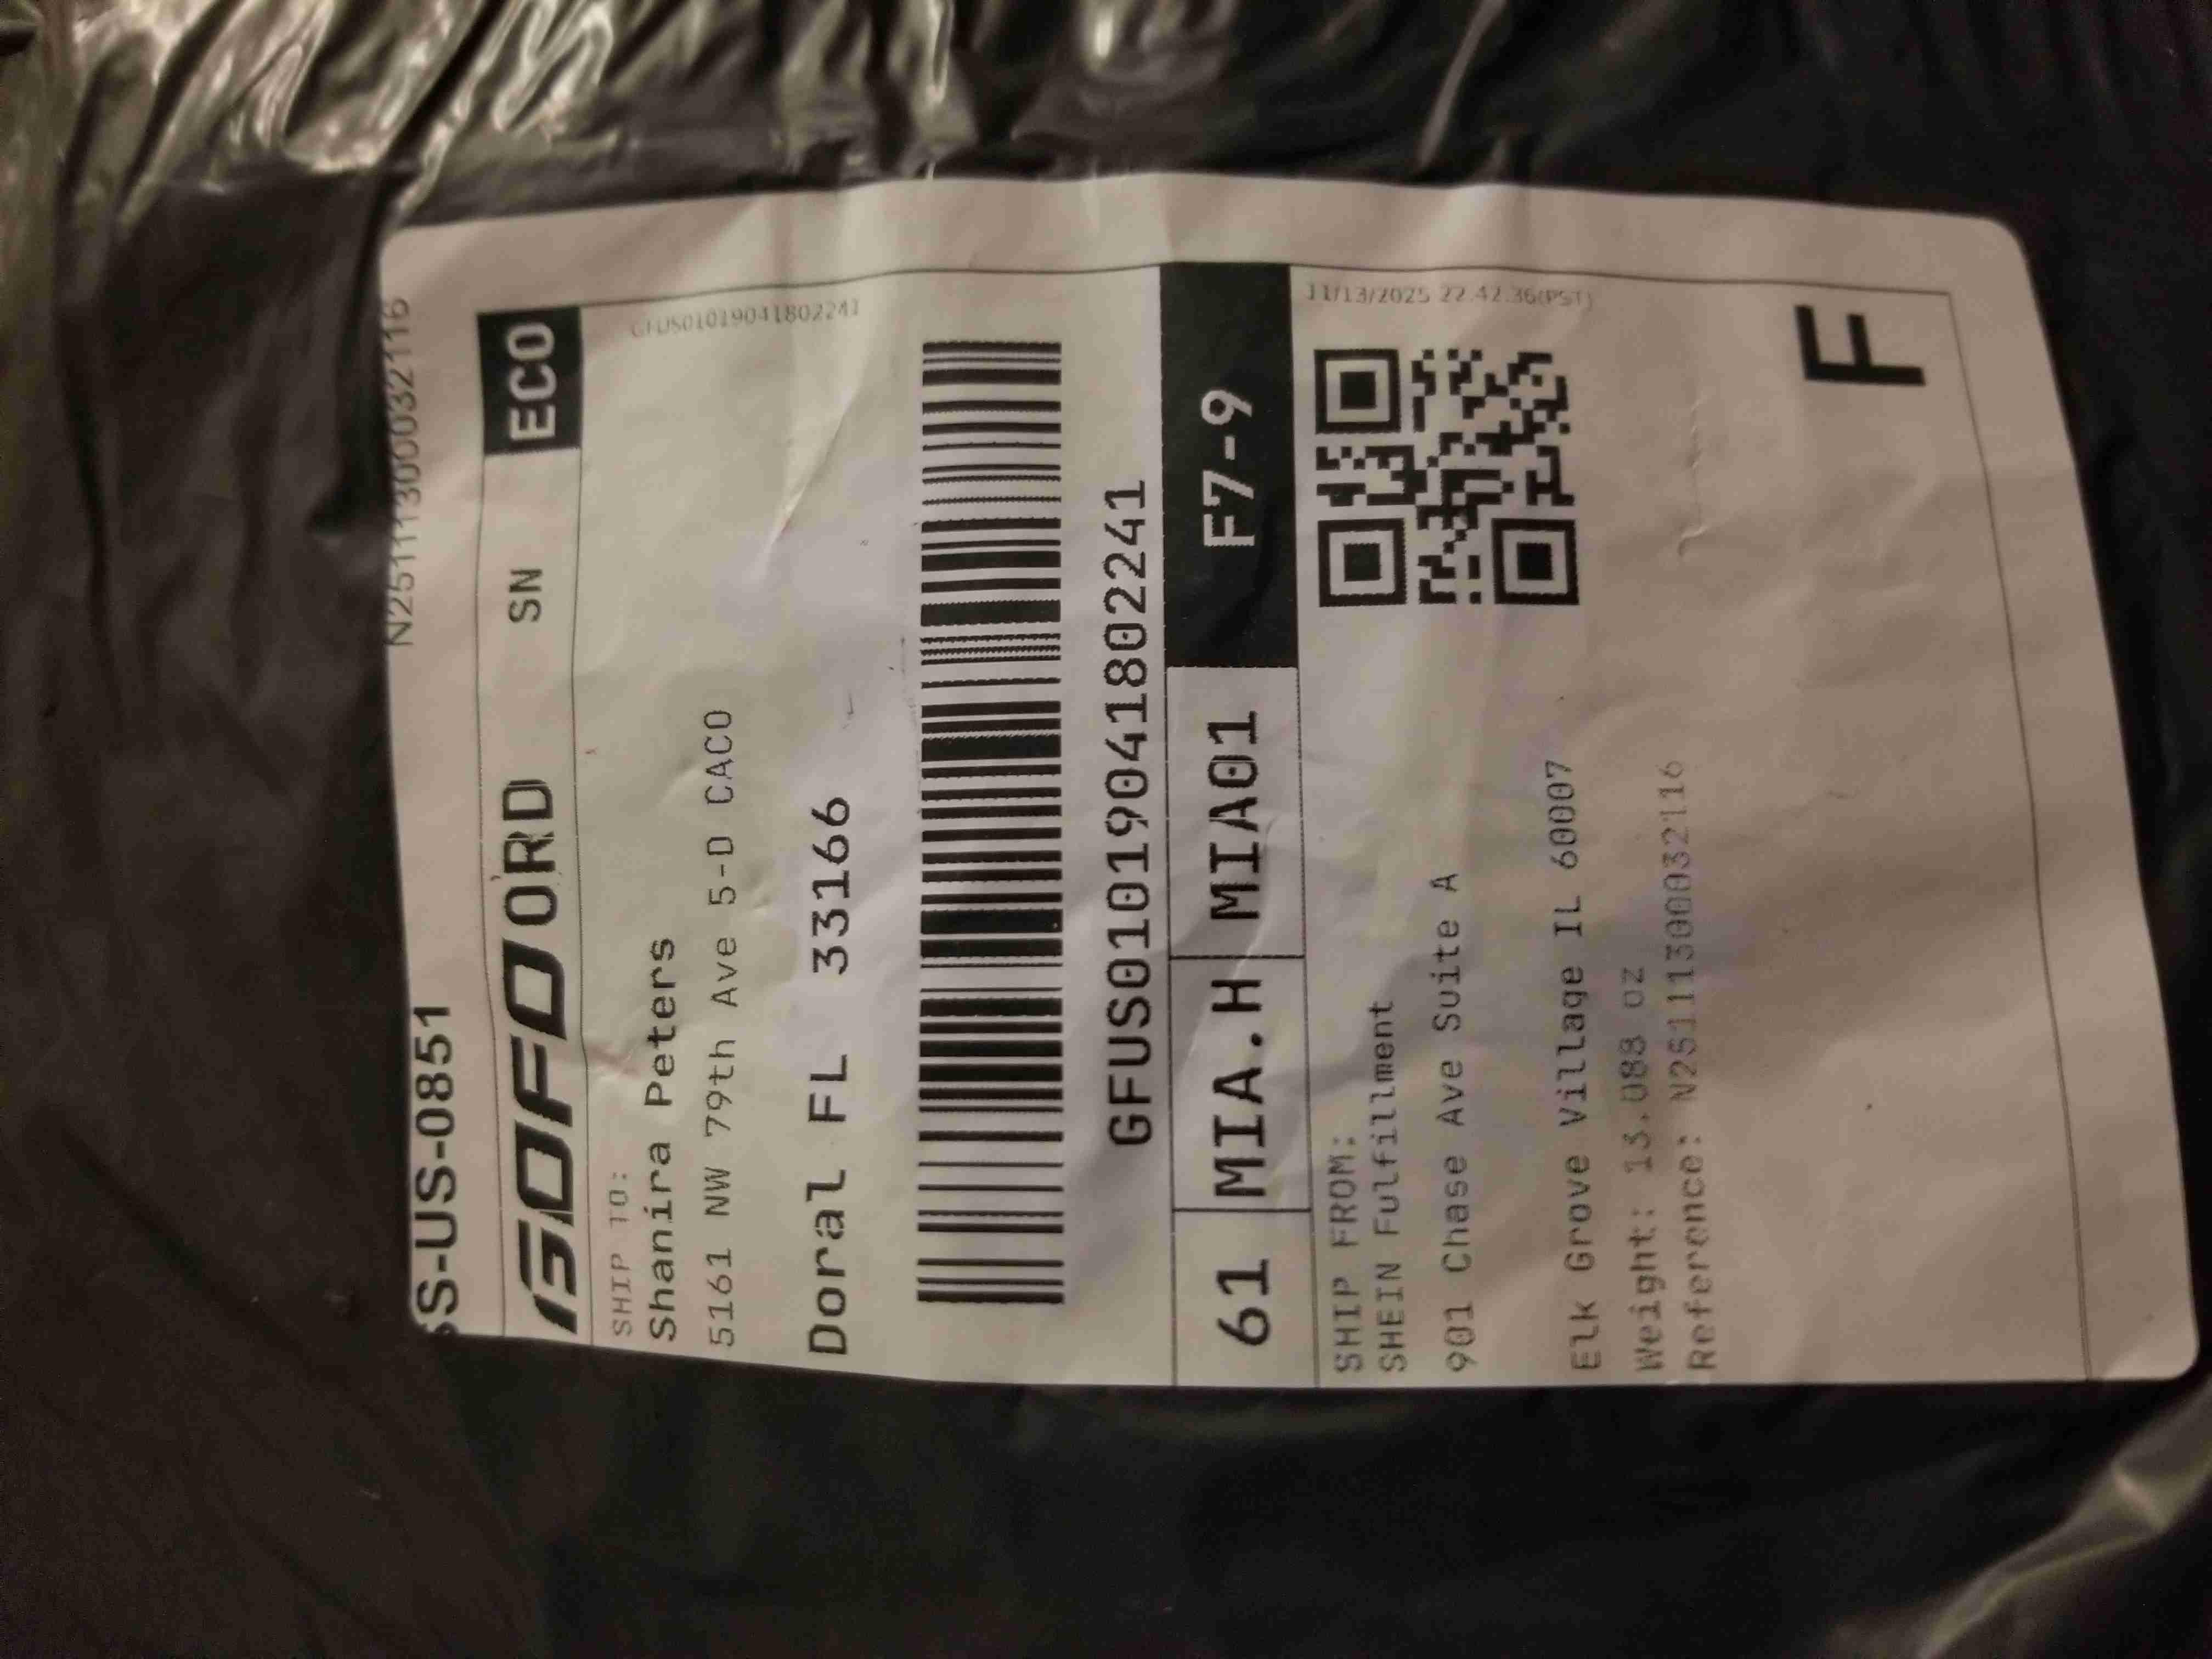 SS-US-0851 N25111300032116
GOFO ORD SN ECO
SHIP TO: GFUS01019041802241
Shanira Peters
5161 NW 79th Ave 5-D CACO
Doral FL 33166
GFUS01019041802241
61 MIA.H MIA01 F7-9
SHIP FROM: 11/13/2025 22:42:36(PST)
SHEIN Fulfillment
901 Chase Ave Suite A
Elk Grove Village IL 60007
Weight: 13.088 oz
Reference: N25111300032116
F